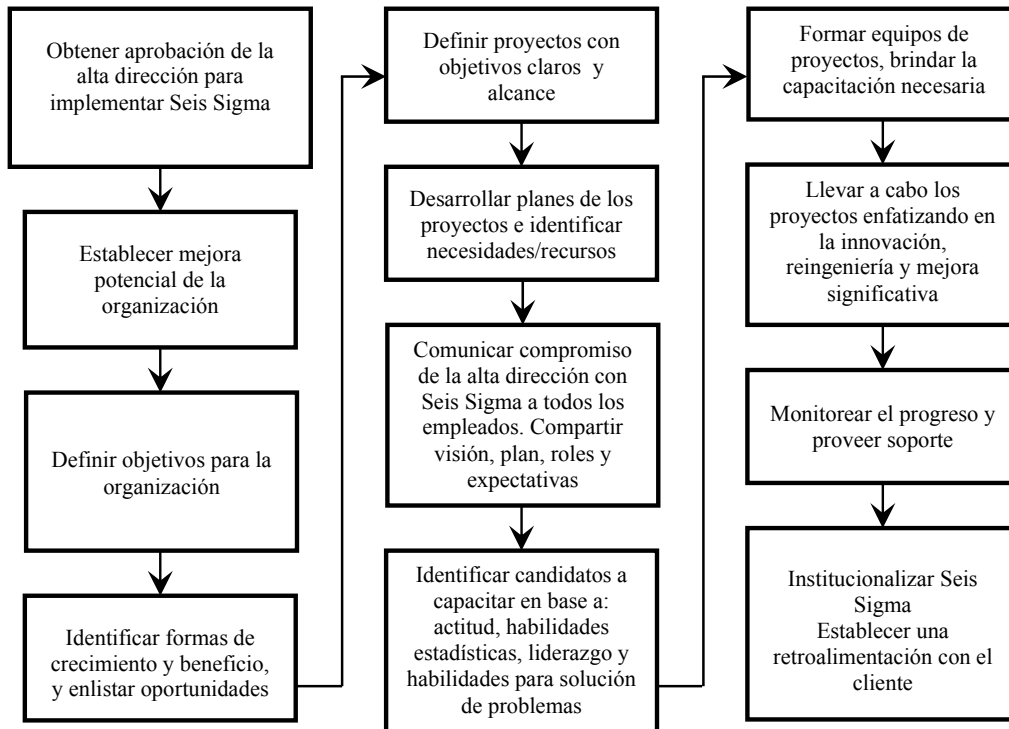 Obtener aprobación de la
alta dirección para
implementar Seis Sigma
Establecer mejora
potencial de la
organización
Definir objetivos para la
organización
Identificar formas de
crecimiento y beneficio,
y enlistar oportunidades
Definir proyectos con
objetivos claros y
alcance
Desarrollar planes de los
proyectos e identificar
necesidades/recursos
Comunicar compromiso
de la alta dirección con
Seis Sigma a todos los
empleados. Compartir
visión, plan, roles y
expectativas
Identificar candidatos a
capacitar en base a:
actitud, habilidades
estadísticas, liderazgo y
habilidades para solución
de problemas
Formar equipos de
proyectos, brindar la
capacitación necesaria
Llevar a cabo los
proyectos enfatizando en
la innovación,
reingeniería y mejora
significativa
Monitorear el progreso y
proveer soporte
Institucionalizar Seis
Sigma
Establecer una
retroalimentación con el
cliente